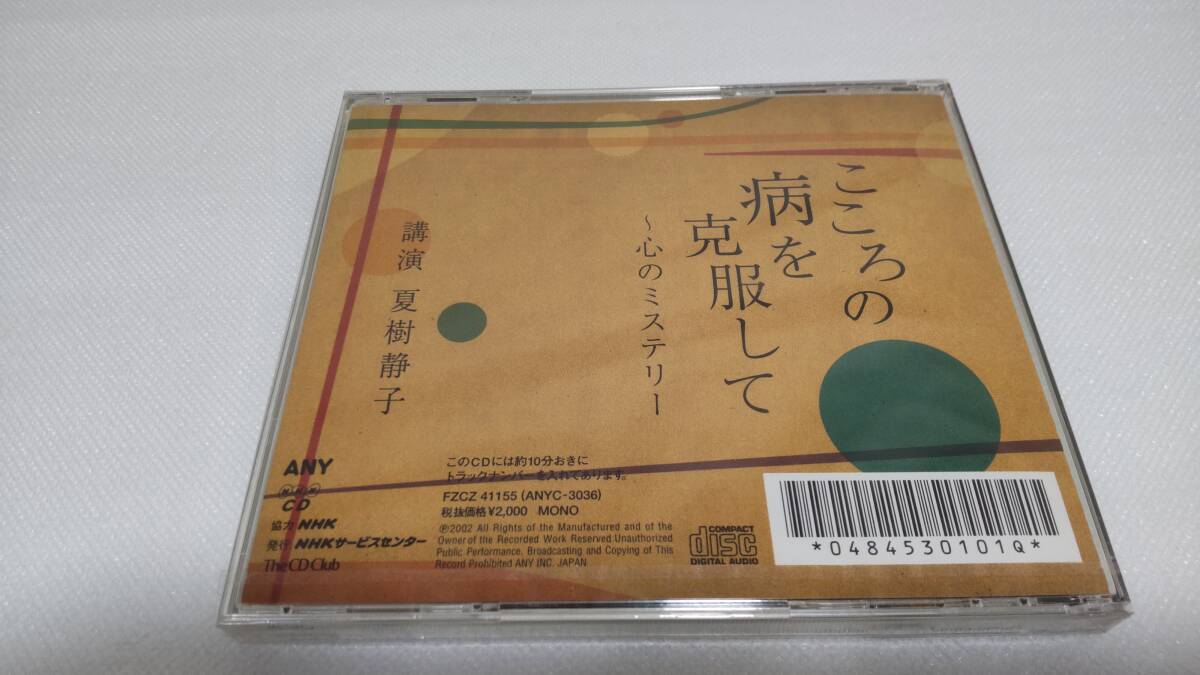 こころの
病を
克服して
〜心のミステリー
講演 夏樹静子
ANY
NHK
CD
協力 NHK
発行 NHKサービスセンター
The CD Club
このCDには約10分おきに
トラックナンバーを入れてあります。
FZCZ 41155 (ANYC-3036)
税抜価格¥2,000 MONO
℗2002 All Rights of the Manufactured and of the
Owner of the Recorded Work Reserved. Unauthorized
Public Performance, Broadcasting and Copying of This
Record Prohibited ANY INC. JAPAN
COMPACT
disc
DIGITAL AUDIO
*0484530101Q*